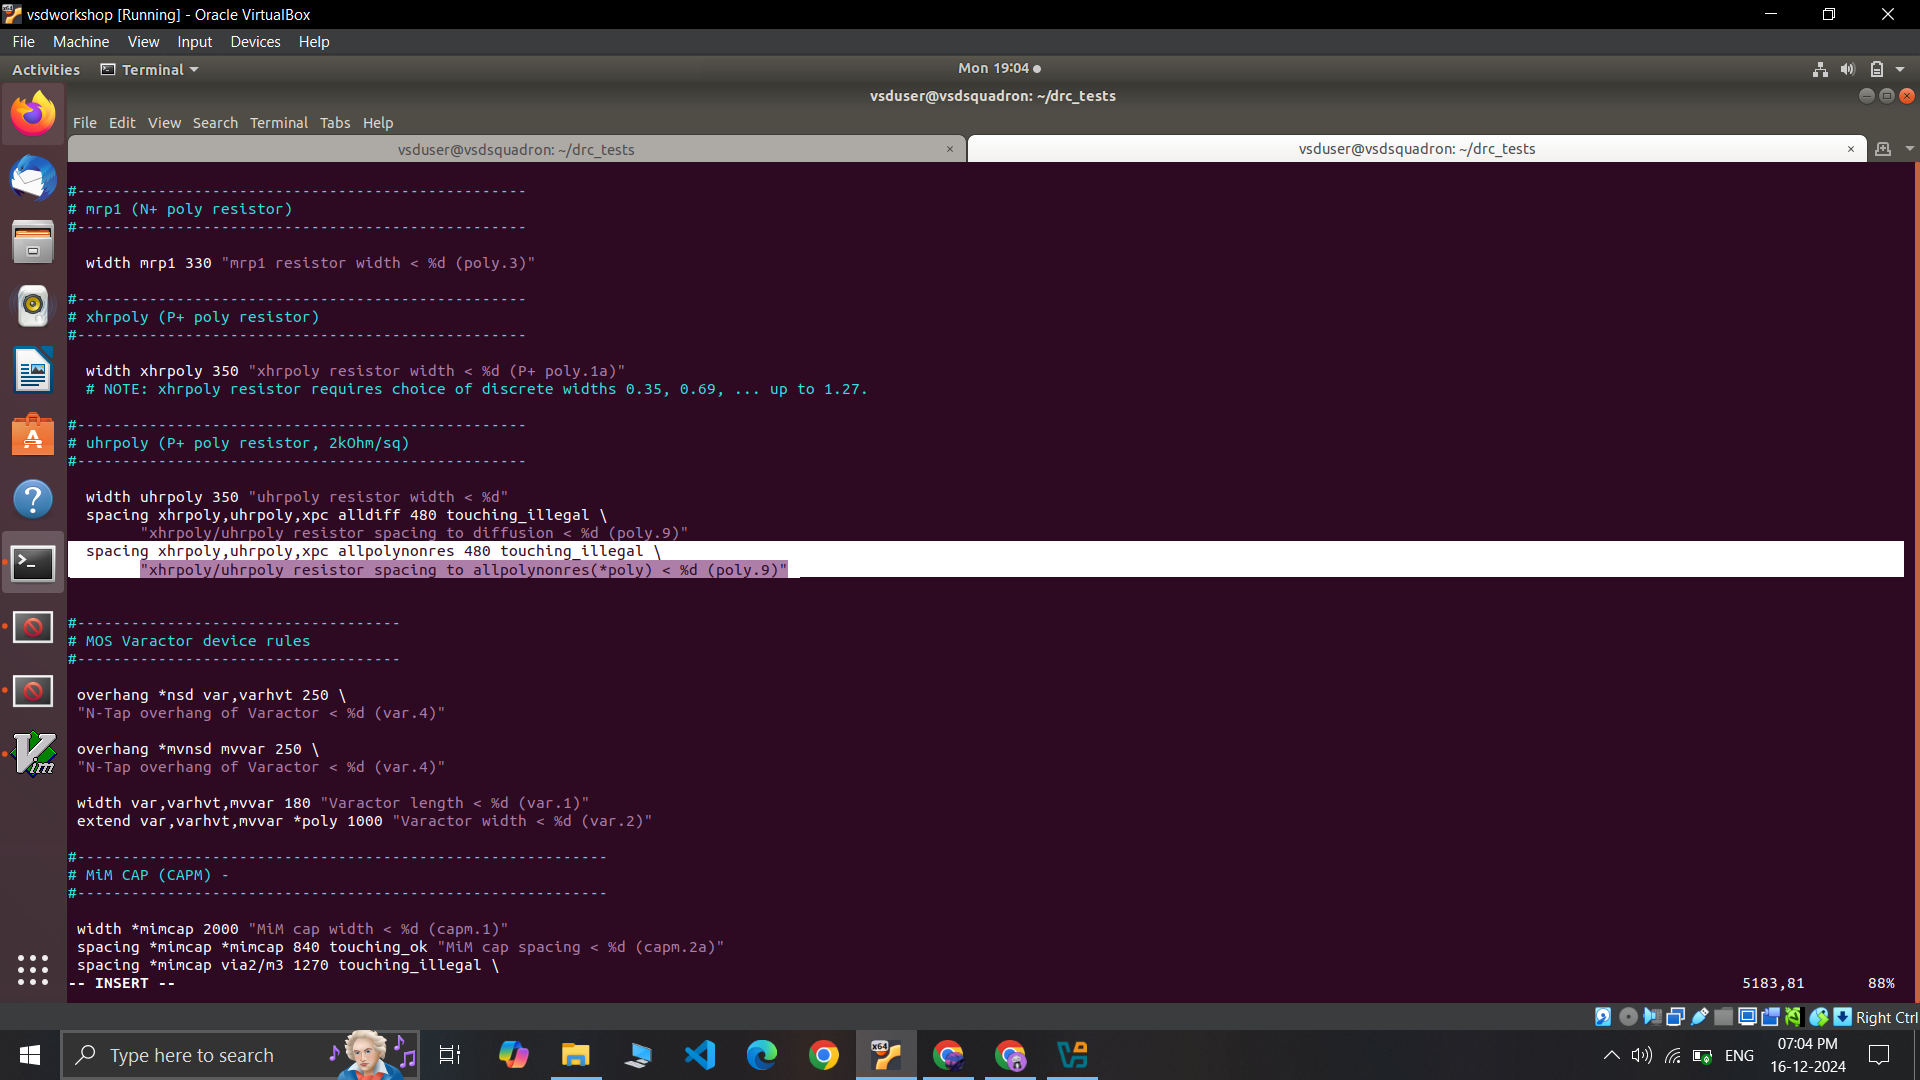 vsdworkshop [Running] - Oracle VirtualBox
File Machine View Input Devices Help
Activities Terminal Mon 19:04
vsduser@vsdsquadron: ~/drc_tests
File Edit View Search Terminal Tabs Help
vsduser@vsdsquadron: ~/drc_tests × vsduser@vsdsquadron: ~/drc_tests ×
#--------------------------------------------------
# mrp1 (N+ poly resistor)
#--------------------------------------------------
width mrp1 330 "mrp1 resistor width < %d (poly.3)"
#--------------------------------------------------
# xhrpoly (P+ poly resistor)
#--------------------------------------------------
width xhrpoly 350 "xhrpoly resistor width < %d (P+ poly.1a)"
# NOTE: xhrpoly resistor requires choice of discrete widths 0.35, 0.69, ... up to 1.27.
#--------------------------------------------------
# uhrpoly (P+ poly resistor, 2kOhm/sq)
#--------------------------------------------------
width uhrpoly 350 "uhrpoly resistor width < %d"
spacing xhrpoly,uhrpoly,xpc alldiff 480 touching_illegal \
"xhrpoly/uhrpoly resistor spacing to diffusion < %d (poly.9)"
spacing xhrpoly,uhrpoly,xpc allpolynonres 480 touching_illegal \
"xhrpoly/uhrpoly resistor spacing to allpolynonres(*poly) < %d (poly.9)"
#------------------------------------
# MOS Varactor device rules
#------------------------------------
overhang *nsd var,varhvt 250 \
"N-Tap overhang of Varactor < %d (var.4)"
overhang *mvnsd mvvar 250 \
"N-Tap overhang of Varactor < %d (var.4)"
width var,varhvt,mvvar 180 "Varactor length < %d (var.1)"
extend var,varhvt,mvvar *poly 1000 "Varactor width < %d (var.2)"
#-----------------------------------------------------------
# MiM CAP (CAPM) -
#-----------------------------------------------------------
width *mimcap 2000 "MiM cap width < %d (capm.1)"
spacing *mimcap *mimcap 840 touching_ok "MiM cap spacing < %d (capm.2a)"
spacing *mimcap via2/m3 1270 touching_illegal \
-- INSERT -- 5183,81 88%
Right Ctrl
Type here to search
ENG
07:04 PM
16-12-2024